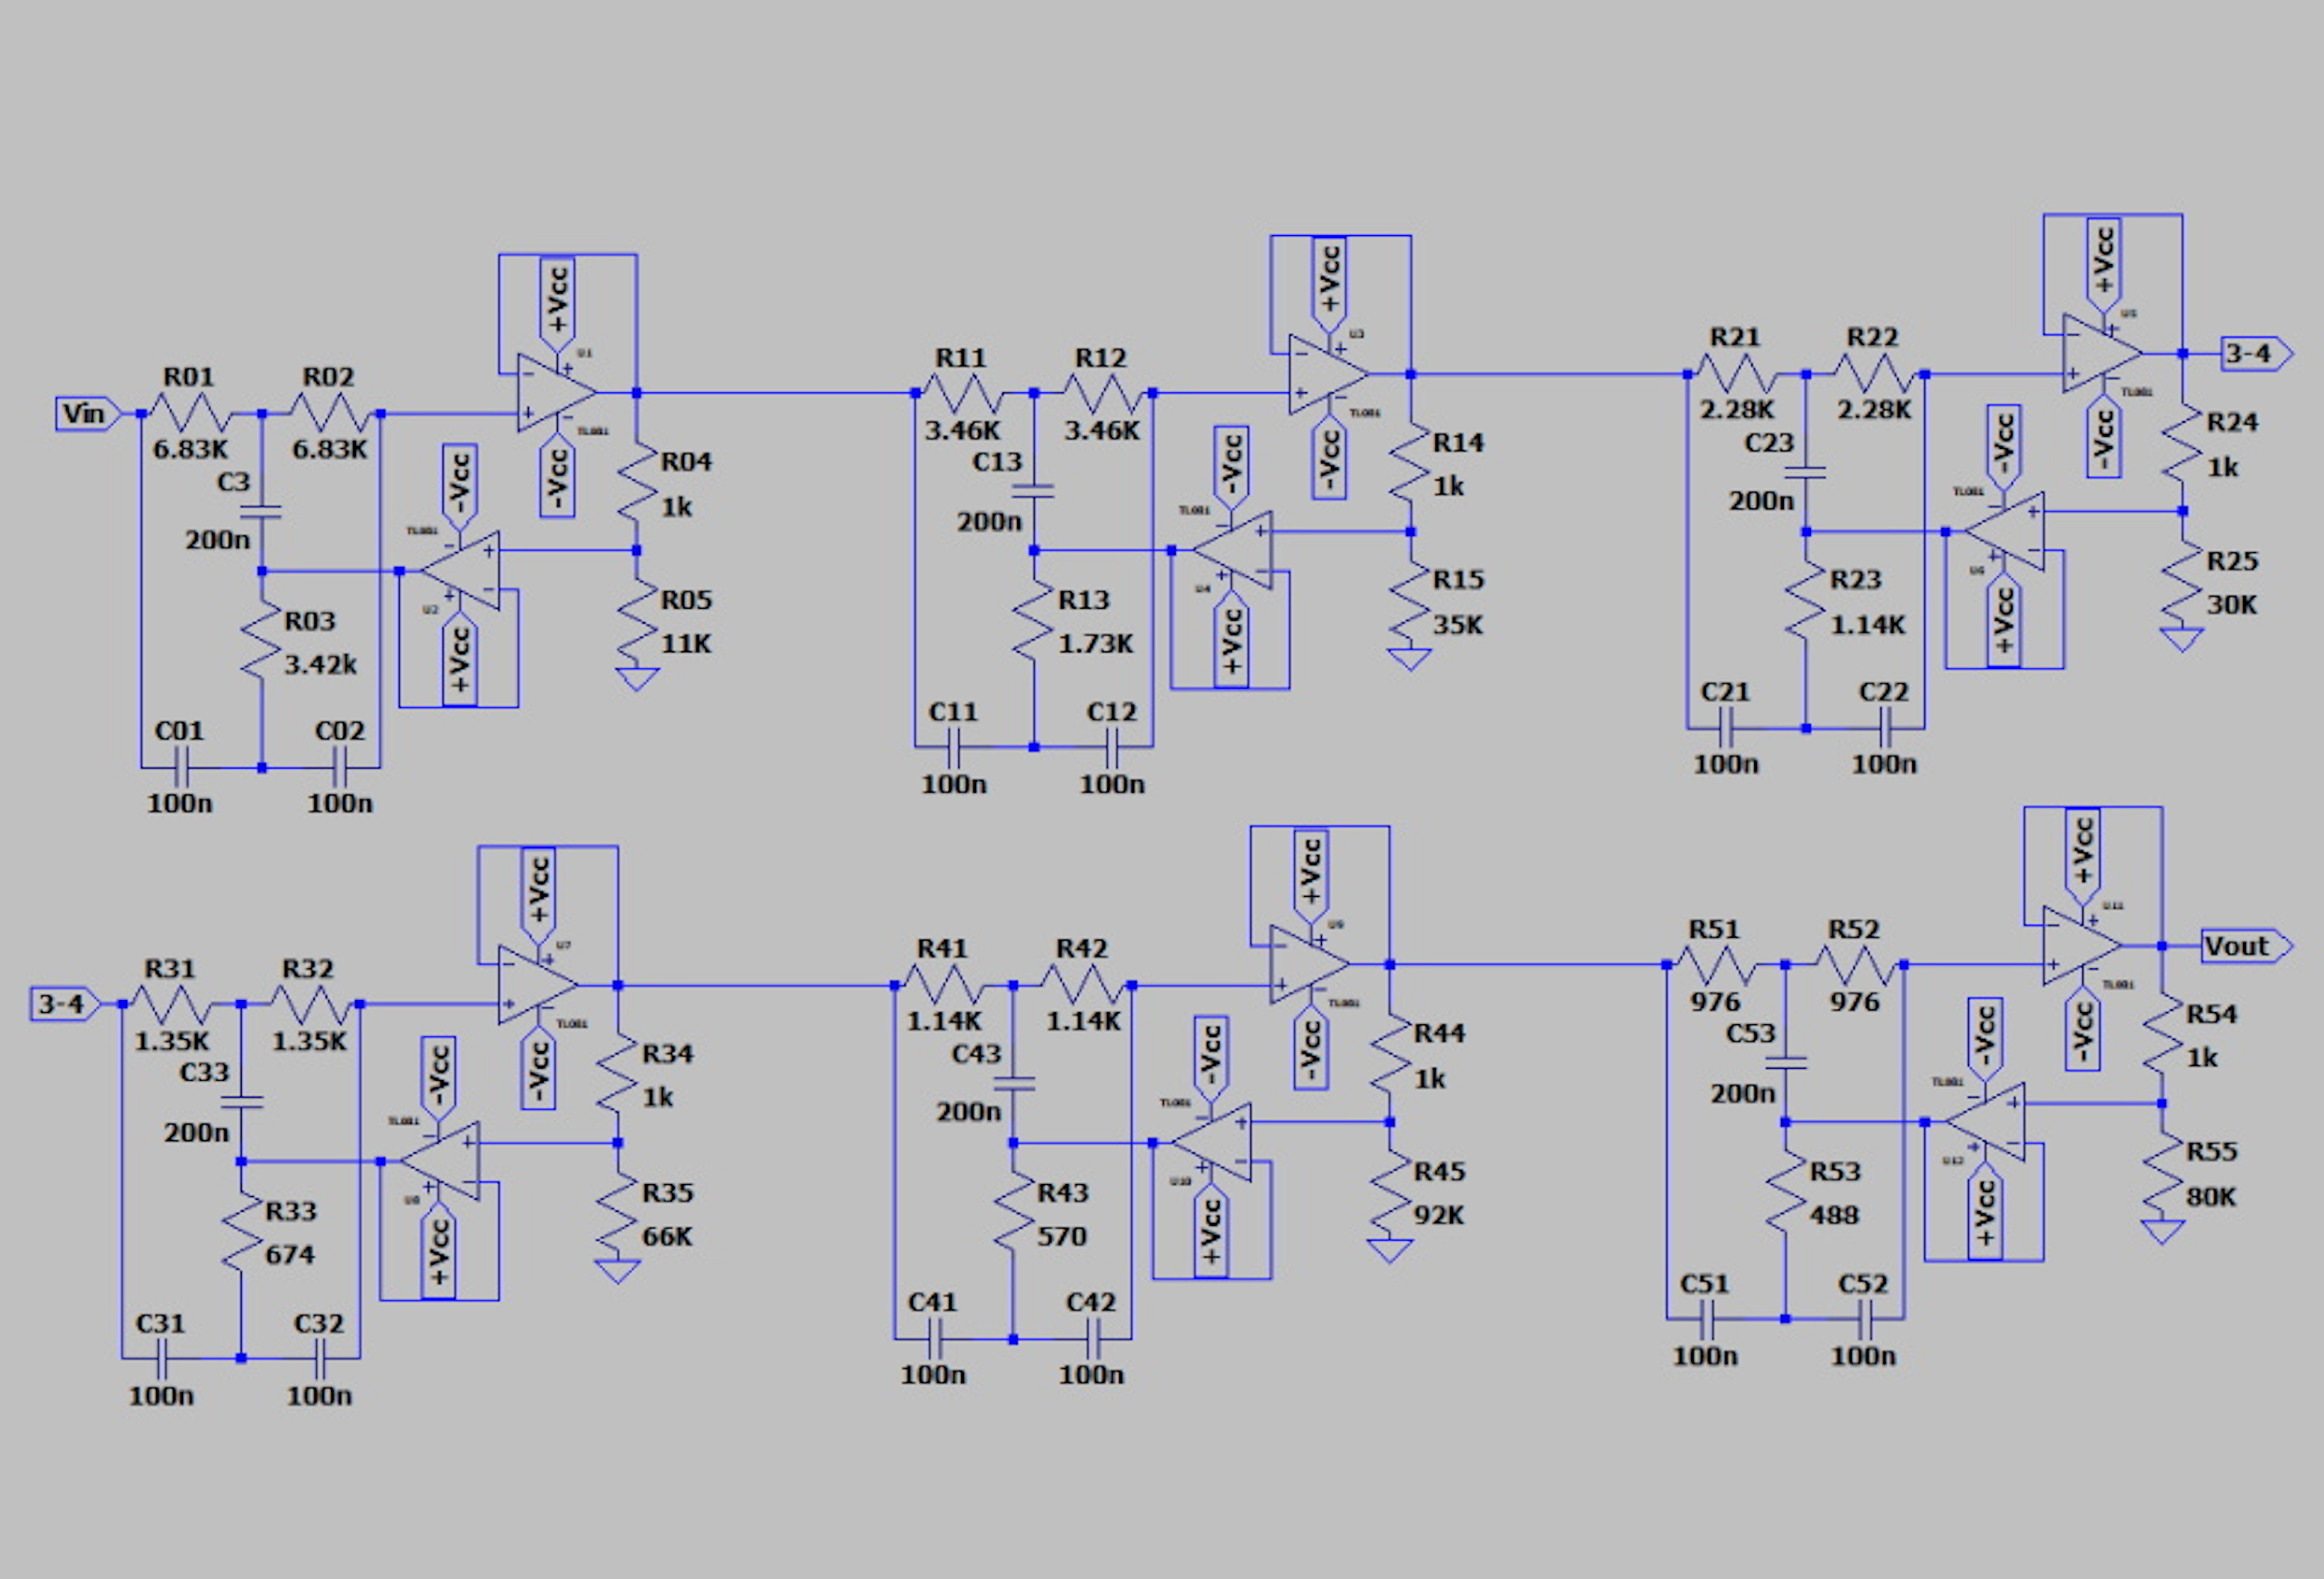 +Vcc
U1
R01
R02
Vin
6.83K
6.83K
TL081
C3
-Vcc
-Vcc
R04
1k
200n
TL081
U2
R03
3.42k
+Vcc
R05
11K
C01
C02
100n
100n
+Vcc
U3
R11
R12
3.46K
3.46K
TL081
C13
-Vcc
-Vcc
R14
1k
200n
TL081
U4
R13
1.73K
+Vcc
R15
35K
C11
C12
100n
100n
+Vcc
U5
R21
R22
3-4
2.28K
2.28K
TL081
C23
-Vcc
-Vcc
R24
1k
200n
TL081
U6
R23
1.14K
+Vcc
R25
30K
C21
C22
100n
100n
+Vcc
U7
R31
R32
3-4
1.35K
1.35K
TL081
C33
-Vcc
-Vcc
R34
1k
200n
TL081
U8
R33
674
+Vcc
R35
66K
C31
C32
100n
100n
+Vcc
U9
R41
R42
1.14K
1.14K
TL081
C43
-Vcc
-Vcc
R44
1k
200n
TL081
U10
R43
570
+Vcc
R45
92K
C41
C42
100n
100n
+Vcc
U11
R51
R52
Vout
976
976
TL081
C53
-Vcc
-Vcc
R54
1k
200n
TL081
U12
R53
488
+Vcc
R55
80K
C51
C52
100n
100n